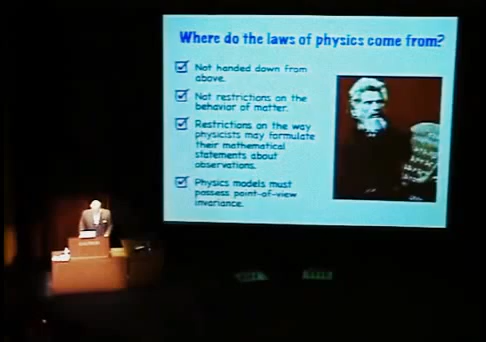 Where do the laws of physics come from?
Not handed down from
above.
Not restrictions on the
behavior of matter.
Restrictions on the way
physicists may formulate
their mathematical
statements about
observations.
Physics models must
possess point-of-view
invariance.